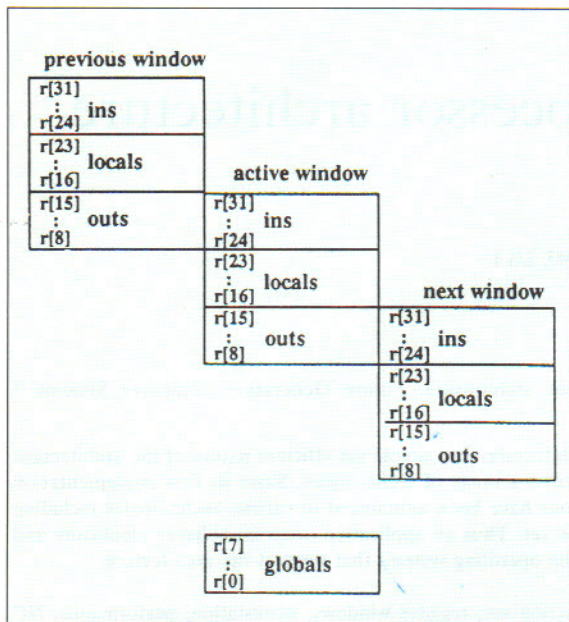 previous window
r[31]
:
r[24]
ins
r[23]
:
r[16]
locals
r[15]
:
r[8]
outs
active window
r[31]
:
r[24]
ins
r[23]
:
r[16]
locals
r[15]
:
r[8]
outs
next window
r[31]
:
r[24]
ins
r[23]
:
r[16]
locals
r[15]
:
r[8]
outs
r[7]
:
r[0]
globals